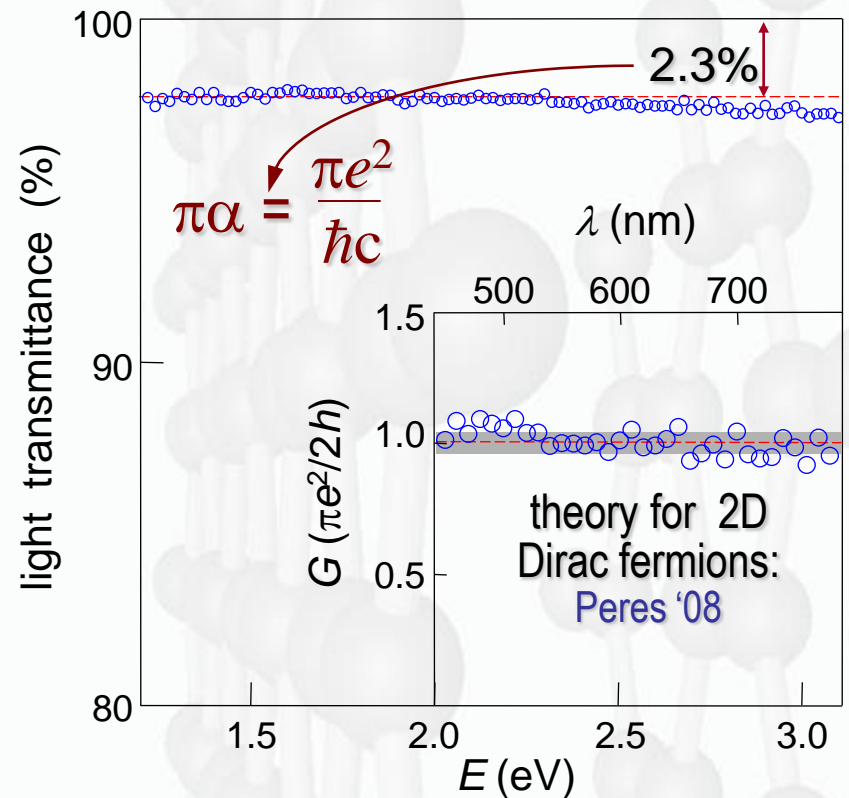 100
2.3%
πα = πe²/ħc
light transmittance (%)
90
80
1.5
2.0
2.5
3.0
E (eV)
λ (nm)
500
600
700
1.5
1.0
0.5
G (πe²/2h)
theory for 2D
Dirac fermions:
Peres ‘08